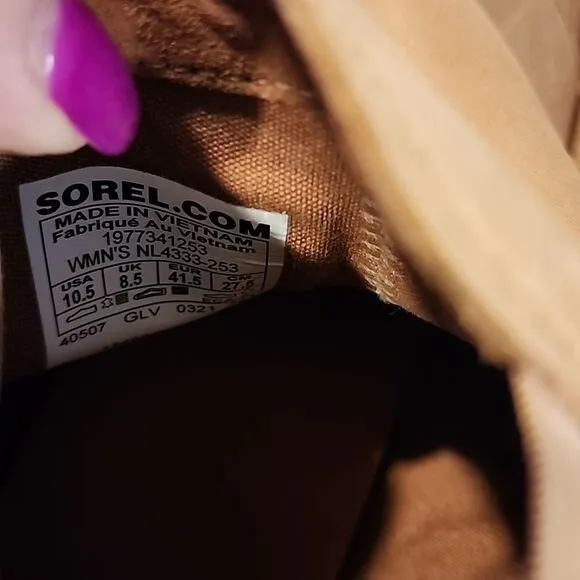 SOREL.COM
MADE IN VIETNAM
Fabriqué Au Vietnam
1977341253
WMN'S NL4333-253
USA UK EUR CM
10.5 8.5 41.5 27.5
40507 GLV 0321